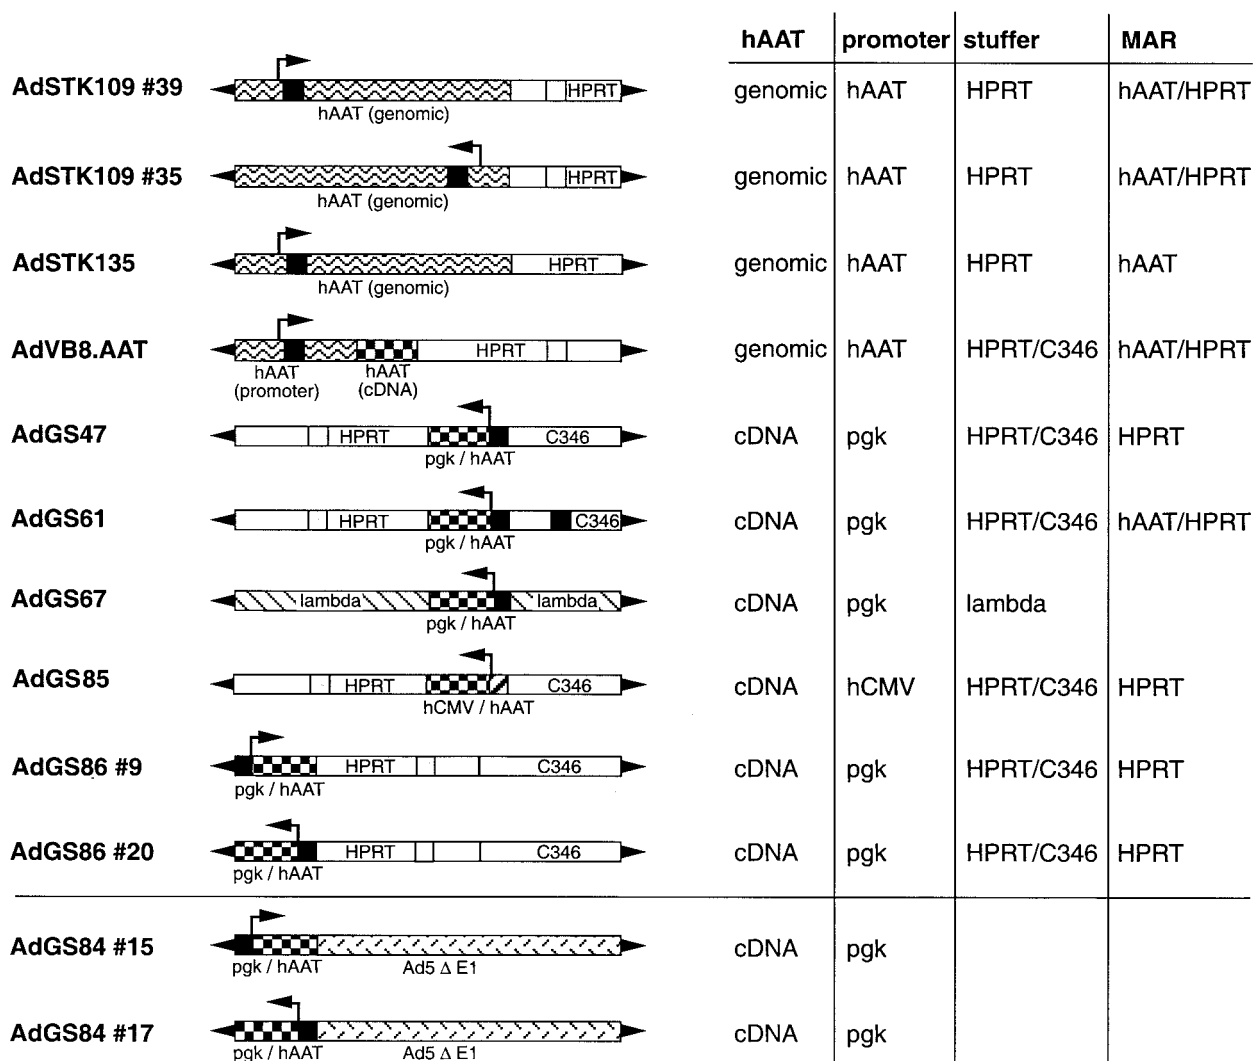 hAAT promoter stuffer MAR
AdSTK109 #39 HPRT genomic hAAT HPRT hAAT/HPRT
hAAT (genomic)
AdSTK109 #35 HPRT genomic hAAT HPRT hAAT/HPRT
hAAT (genomic)
AdSTK135 HPRT genomic hAAT HPRT hAAT
hAAT (genomic)
AdVB8.AAT HPRT genomic hAAT HPRT/C346 hAAT/HPRT
hAAT hAAT
(promoter) (cDNA)
AdGS47 HPRT C346 cDNA pgk HPRT/C346 HPRT
pgk / hAAT
AdGS61 HPRT C346 cDNA pgk HPRT/C346 hAAT/HPRT
pgk / hAAT
AdGS67 lambda lambda cDNA pgk lambda
pgk / hAAT
AdGS85 HPRT C346 cDNA hCMV HPRT/C346 HPRT
hCMV / hAAT
AdGS86 #9 HPRT C346 cDNA pgk HPRT/C346 HPRT
pgk / hAAT
AdGS86 #20 HPRT C346 cDNA pgk HPRT/C346 HPRT
pgk / hAAT
AdGS84 #15 cDNA pgk
pgk / hAAT Ad5 Δ E1
AdGS84 #17 cDNA pgk
pgk / hAAT Ad5 Δ E1